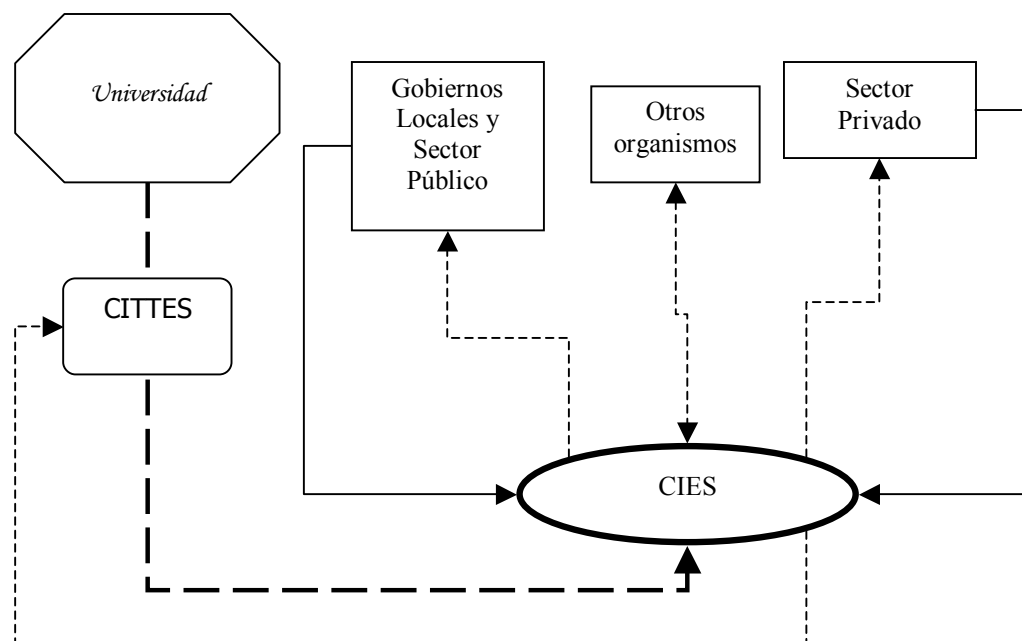 Universidad
Gobiernos
Locales y
Sector
Público
Otros
organismos
Sector
Privado
CITTES
CIES